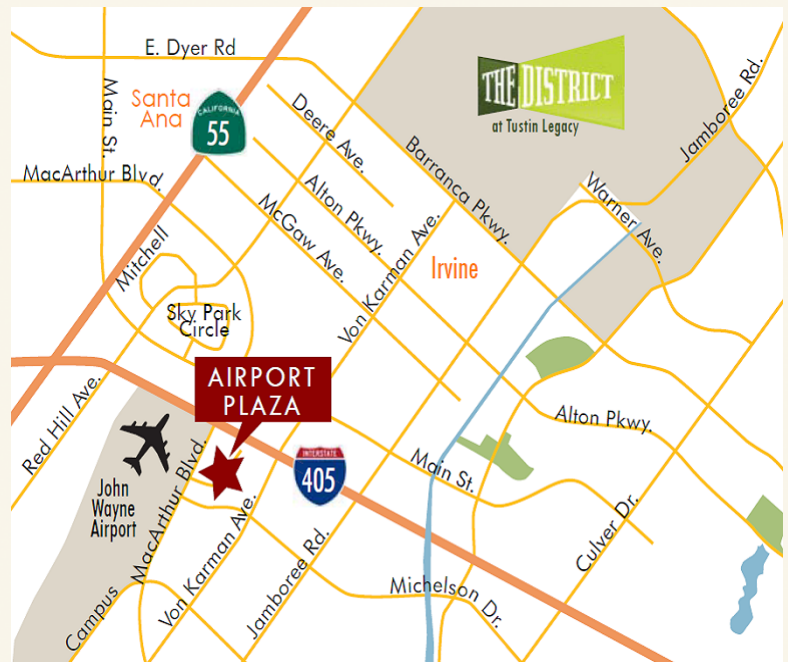 E. Dyer Rd
Main St.
Santa
Ana
CALIFORNIA
55
THE DISTRICT
at Tustin Legacy
Jamboree Rd.
Deere Ave.
Barranca Pkwy.
MacArthur Blvd.
Alton Pkwy.
Warner Ave.
McGaw Ave.
Mitchell
Von Karman Ave.
Irvine
Sky Park
Circle
AIRPORT
PLAZA
Red Hill Ave.
Alton Pkwy.
INTERSTATE
405
Main St.
John
Wayne
Airport
MacArthur Blvd.
Culver Dr.
Von Karman Ave.
Jamboree Rd.
Michelson Dr.
Campus